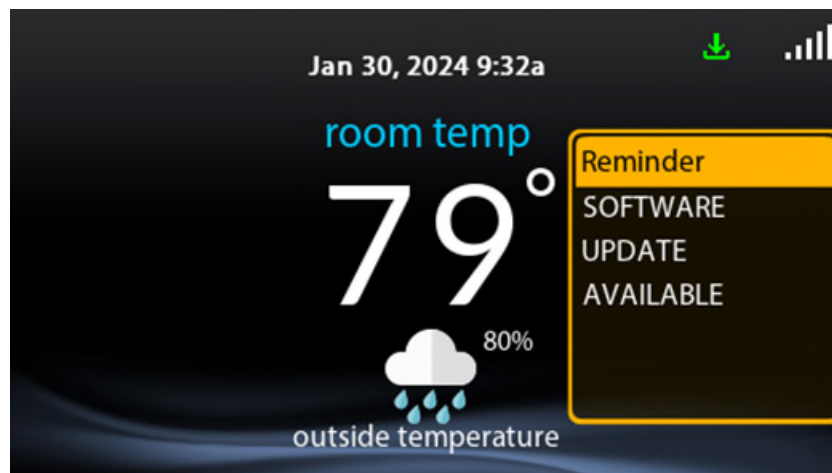 Jan 30, 2024 9:32a
room temp
79°
80%
outside temperature
Reminder
SOFTWARE
UPDATE
AVAILABLE